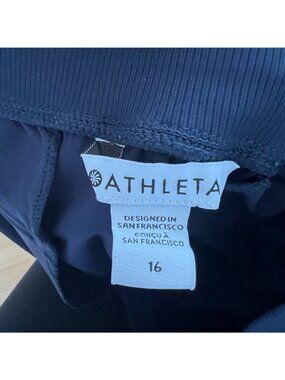 ATHLETA
DESIGNED IN
SAN FRANCISCO
CONÇU À
SAN FRANCISCO
16